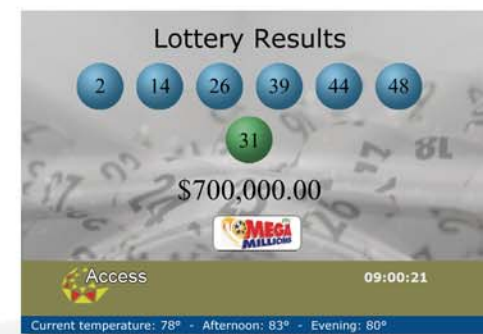 Lottery Results
2 14 26 39 44 48
31
$700,000.00
MEGA
MILLIONS
Access 09:00:21
Current temperature: 78° - Afternoon: 83° - Evening: 80°